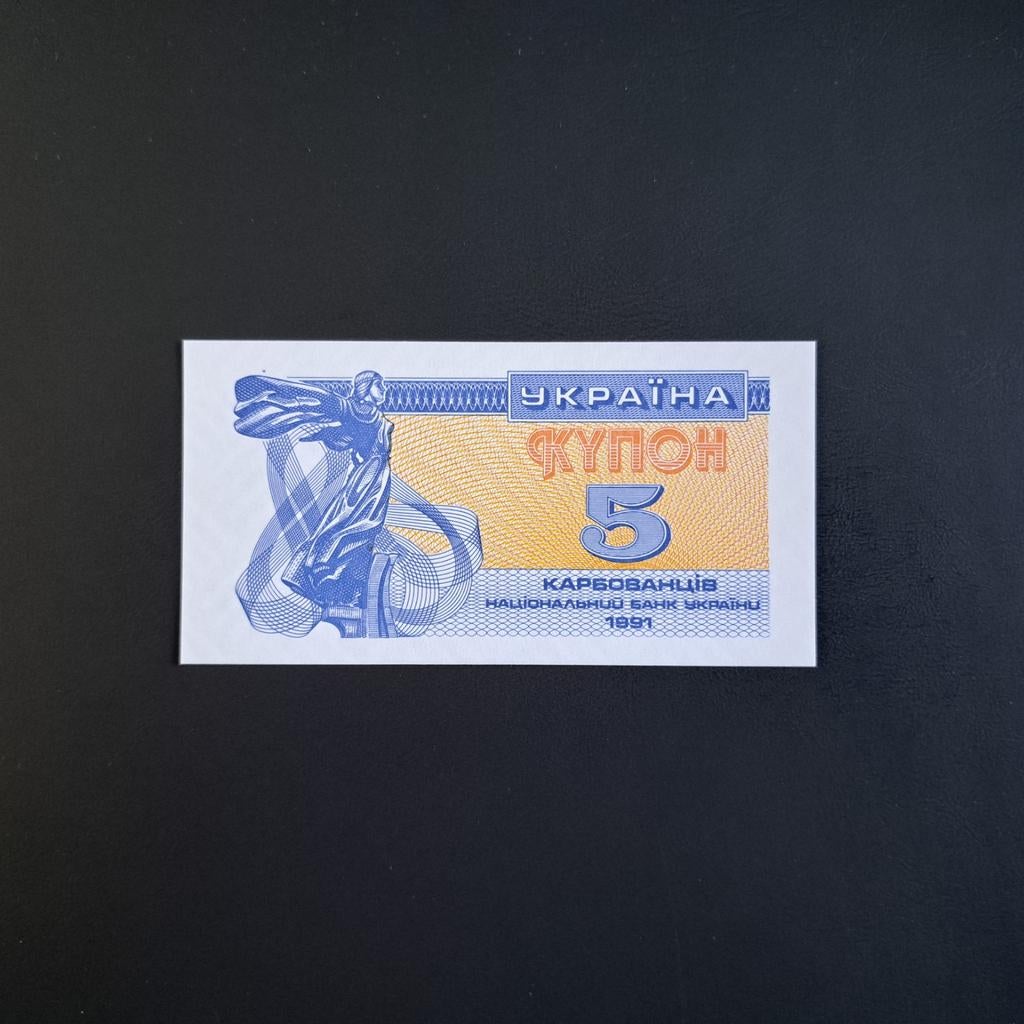 УКРАЇНА
КУПОН
5
КАРБОВАНЦІВ
НАЦІОНАЛЬНИЙ БАНК УКРАЇНИ
1991